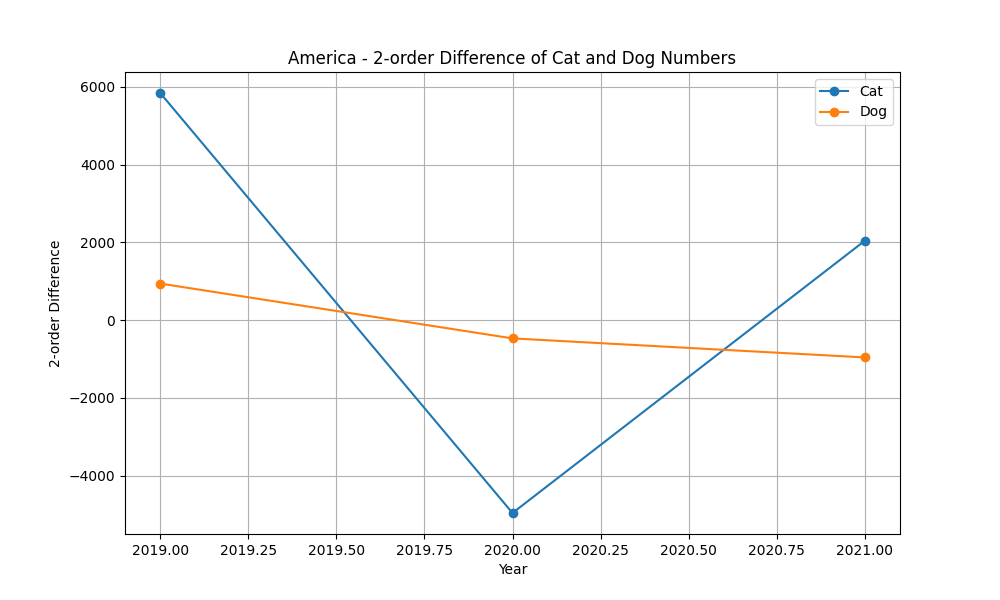 America - 2-order Difference of Cat and Dog Numbers
Cat
Dog
6000
4000
2000
0
−2000
−4000
2-order Difference
2019.00 2019.25 2019.50 2019.75 2020.00 2020.25 2020.50 2020.75 2021.00
Year